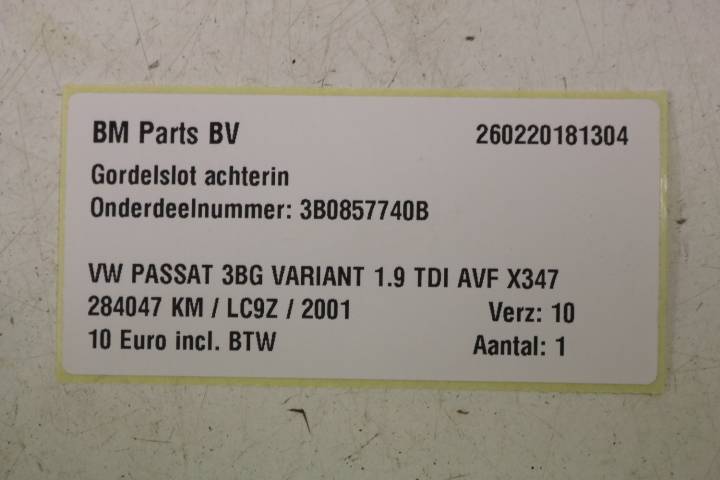 BM Parts BV 260220181304
Gordelslot achterin
Onderdeelnummer: 3B0857740B
VW PASSAT 3BG VARIANT 1.9 TDI AVF X347
284047 KM / LC9Z / 2001 Verz: 10
10 Euro incl. BTW Aantal: 1